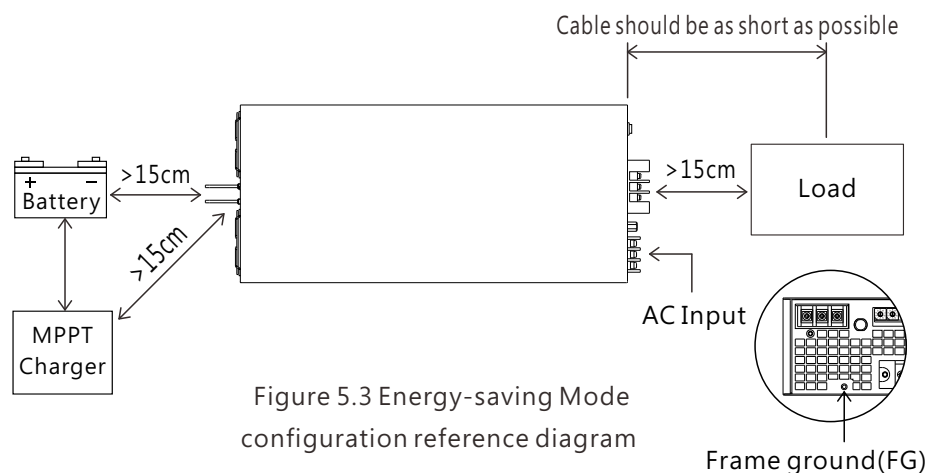 Cable should be as short as possible
>15cm
+ −
Battery
>15cm
>15cm
Load
MPPT
Charger
AC Input
Figure 5.3 Energy-saving Mode
configuration reference diagram
Frame ground(FG)